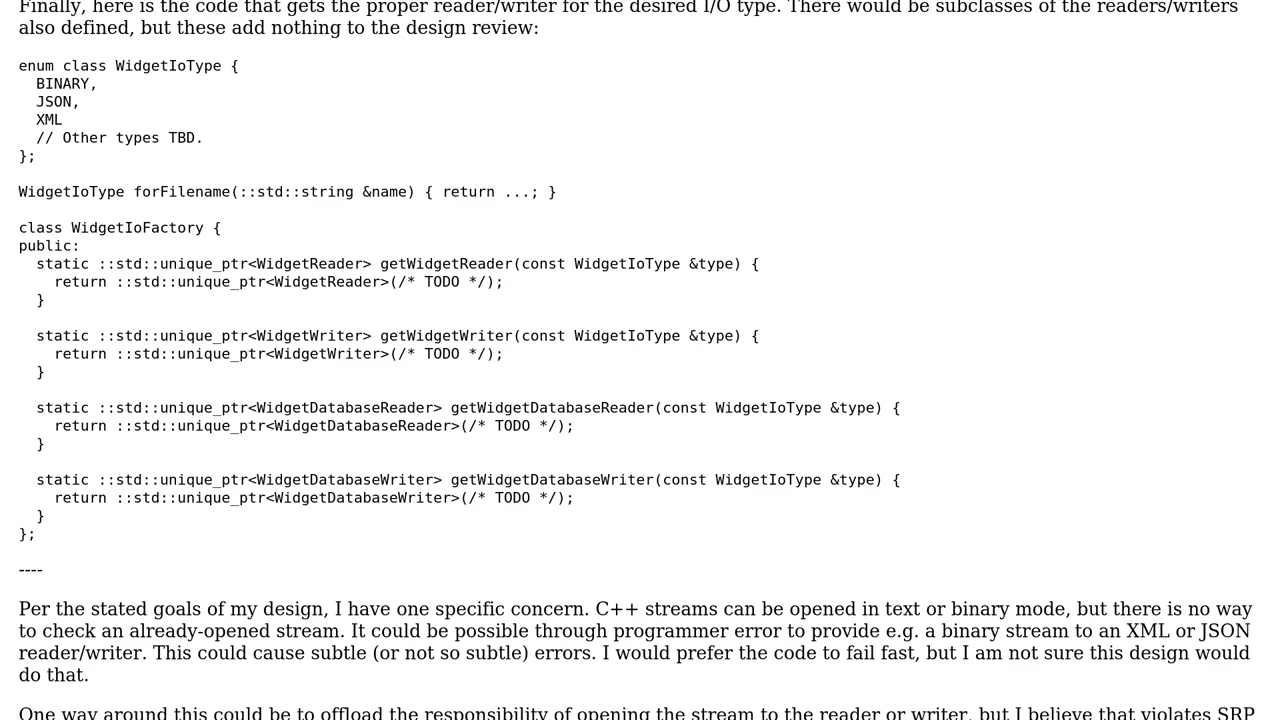 Finally, here is the code that gets the proper reader/writer for the desired I/O type. There would be subclasses of the readers/writers
also defined, but these add nothing to the design review:
enum class WidgetIoType {
  BINARY,
  JSON,
  XML
  // Other types TBD.
};
WidgetIoType forFilename(::std::string &name) { return ...; }
class WidgetIoFactory {
public:
  static ::std::unique_ptr<WidgetReader> getWidgetReader(const WidgetIoType &type) {
    return ::std::unique_ptr<WidgetReader>(/* TODO */);
  }
  static ::std::unique_ptr<WidgetWriter> getWidgetWriter(const WidgetIoType &type) {
    return ::std::unique_ptr<WidgetWriter>(/* TODO */);
  }
  static ::std::unique_ptr<WidgetDatabaseReader> getWidgetDatabaseReader(const WidgetIoType &type) {
    return ::std::unique_ptr<WidgetDatabaseReader>(/* TODO */);
  }
  static ::std::unique_ptr<WidgetDatabaseWriter> getWidgetDatabaseWriter(const WidgetIoType &type) {
    return ::std::unique_ptr<WidgetDatabaseWriter>(/* TODO */);
  }
};
----
Per the stated goals of my design, I have one specific concern. C++ streams can be opened in text or binary mode, but there is no way
to check an already-opened stream. It could be possible through programmer error to provide e.g. a binary stream to an XML or JSON
reader/writer. This could cause subtle (or not so subtle) errors. I would prefer the code to fail fast, but I am not sure this design would
do that.
One way around this could be to offload the responsibility of opening the stream to the reader or writer, but I believe that violates SRP